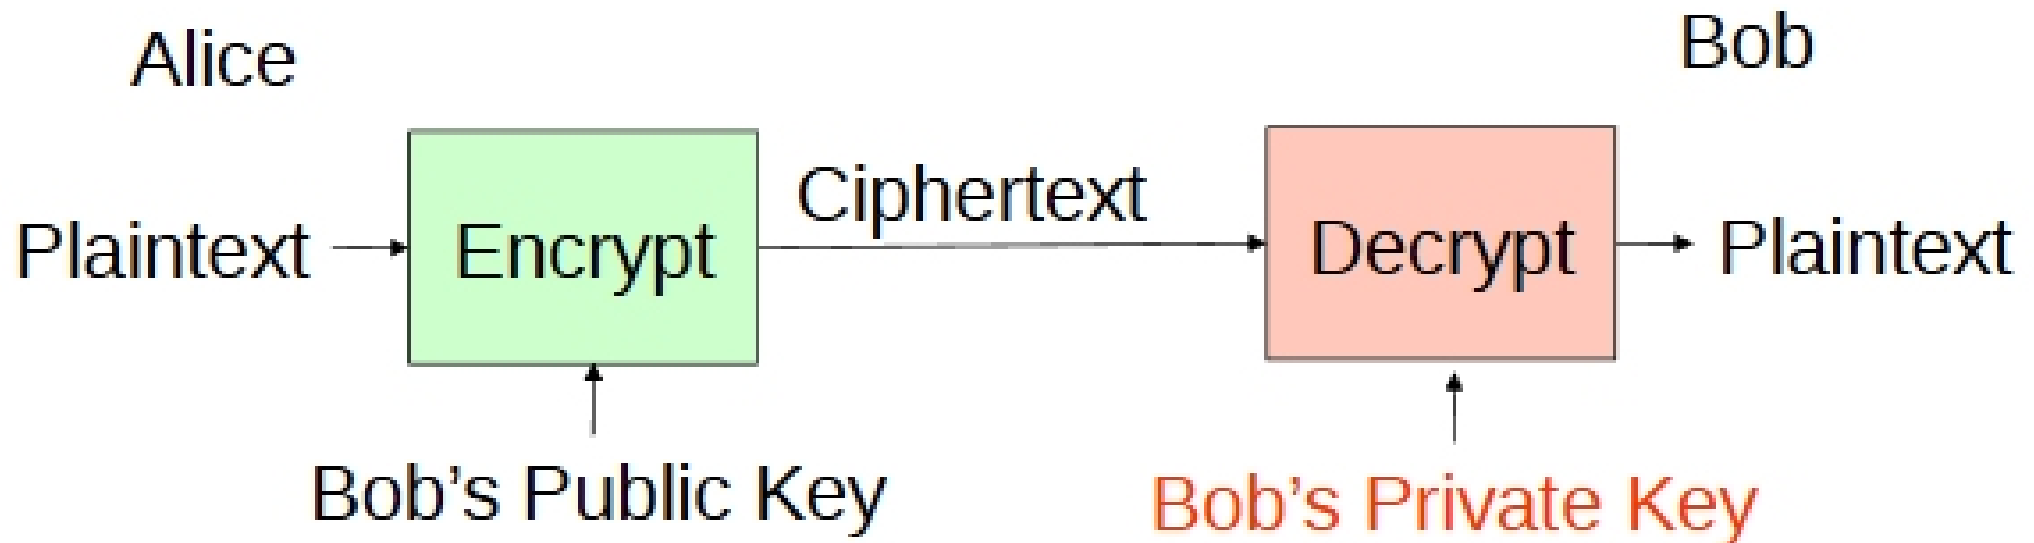 Alice
Bob
Plaintext
Encrypt
Ciphertext
Decrypt
Plaintext
Bob’s Public Key
Bob’s Private Key